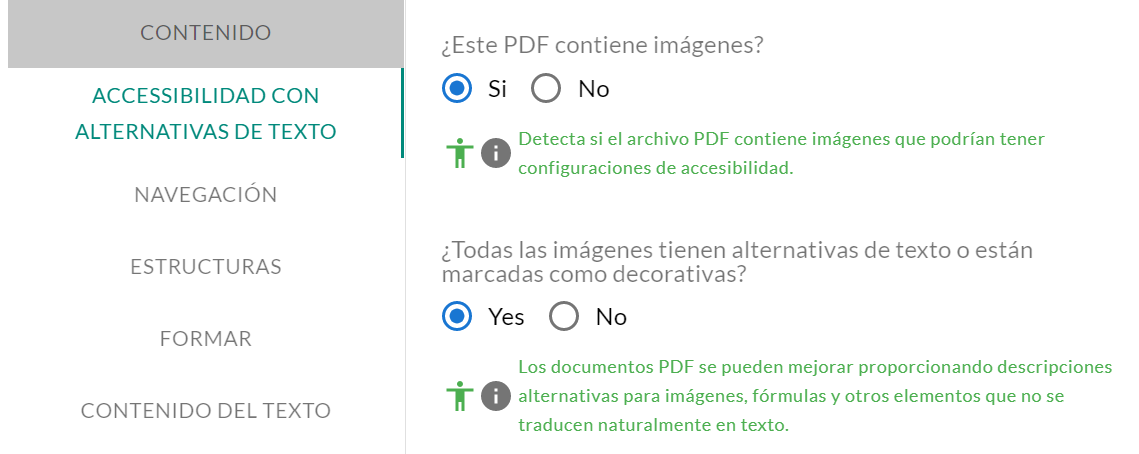 CONTENIDO
ACCESSIBILIDAD CON
ALTERNATIVAS DE TEXTO
NAVEGACIÓN
ESTRUCTURAS
FORMAR
CONTENIDO DEL TEXTO
¿Este PDF contiene imágenes?
Si No
Detecta si el archivo PDF contiene imágenes que podrían tener
configuraciones de accesibilidad.
¿Todas las imágenes tienen alternativas de texto o están
marcadas como decorativas?
Yes No
Los documentos PDF se pueden mejorar proporcionando descripciones
alternativas para imágenes, fórmulas y otros elementos que no se
traducen naturalmente en texto.